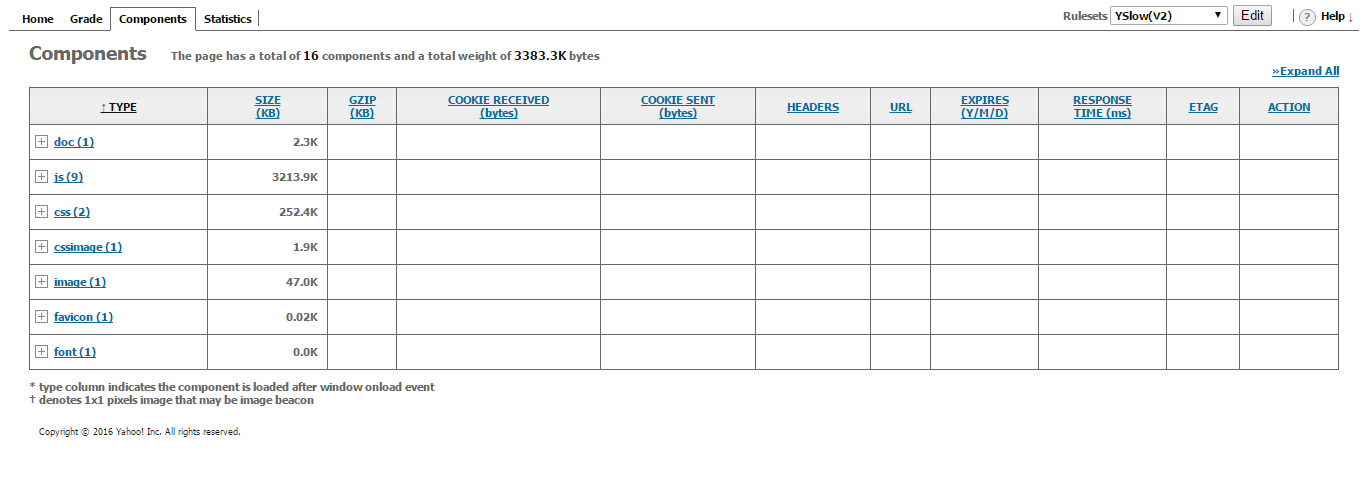 Home Grade Components Statistics Rulesets YSlow(V2) Edit ? Help ↓
Components The page has a total of 16 components and a total weight of 3383.3K bytes
»Expand All
↑ TYPE SIZE (KB) GZIP (KB) COOKIE RECEIVED (bytes) COOKIE SENT (bytes) HEADERS URL EXPIRES (Y/M/D) RESPONSE TIME (ms) ETAG ACTION
doc (1) 2.3K
js (9) 3213.9K
css (2) 252.4K
cssimage (1) 1.9K
image (1) 47.0K
favicon (1) 0.02K
font (1) 0.0K
* type column indicates the component is loaded after window onload event
† denotes 1x1 pixels image that may be image beacon
Copyright © 2016 Yahoo! Inc. All rights reserved.